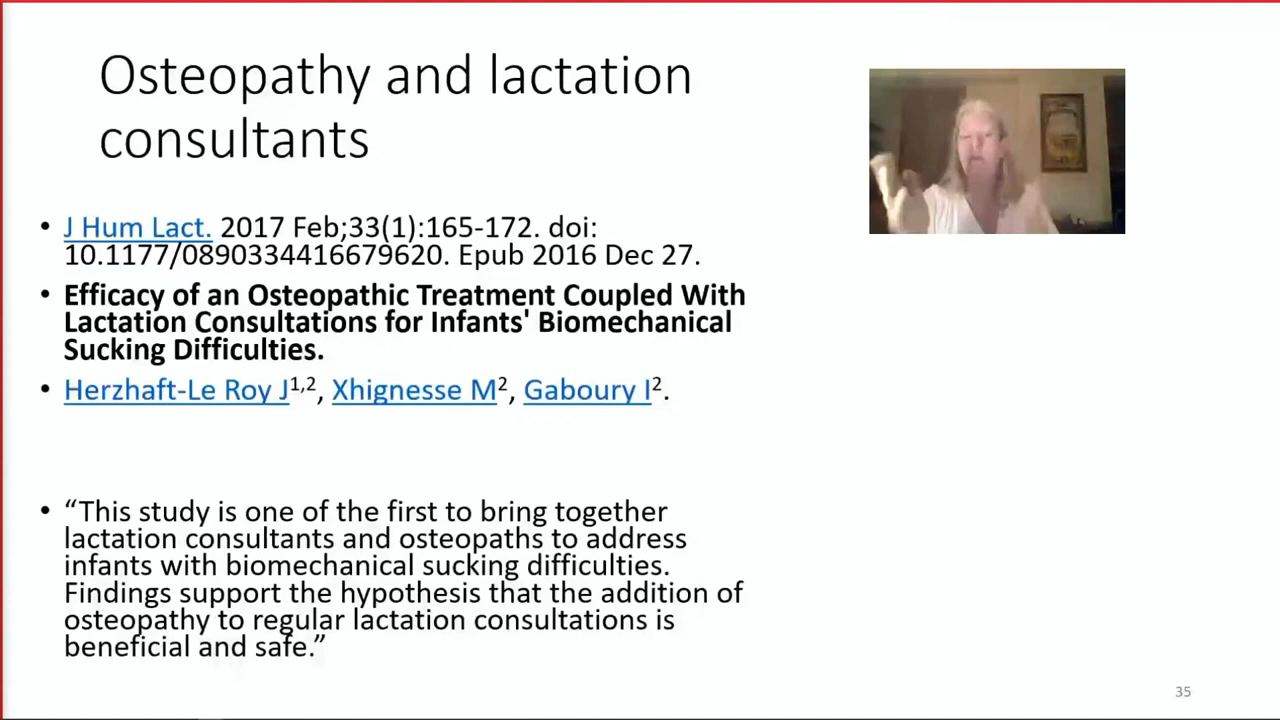 Osteopathy and lactation
consultants
• J Hum Lact. 2017 Feb;33(1):165-172. doi:
10.1177/0890334416679620. Epub 2016 Dec 27.
• Efficacy of an Osteopathic Treatment Coupled With
Lactation Consultations for Infants' Biomechanical
Sucking Difficulties.
• Herzhaft-Le Roy J1,2, Xhignesse M2, Gaboury I2.
• “This study is one of the first to bring together
lactation consultants and osteopaths to address
infants with biomechanical sucking difficulties.
Findings support the hypothesis that the addition of
osteopathy to regular lactation consultations is
beneficial and safe.”
35